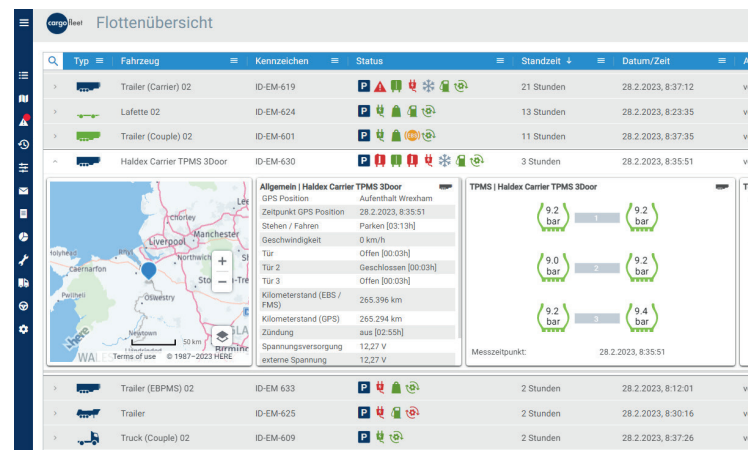 cargofleet Flottenübersicht
Typ Fahrzeug Kennzeichen Status Standzeit ↓ Datum/Zeit
Trailer (Carrier) 02 ID-EM-619 P 21 Stunden 28.2.2023, 8:37:12
Lafette 02 ID-EM-624 P 13 Stunden 28.2.2023, 8:23:35
Trailer (Couple) 02 ID-EM-601 P 11 Stunden 28.2.2023, 8:37:35
Haldex Carrier TPMS 3Door ID-EM-630 P 3 Stunden 28.2.2023, 8:35:51
Chorley
Liverpool Manchester
Holyhead Rhyl
Caernarfon Northwich
Pwllheli Oswestry
Newtown
50 km
WALES
here Terms of use © 1987–2023 HERE
+
−
Allgemein | Haldex Carrier TPMS 3Door
GPS Position Aufenthalt Wrexham
Zeitpunkt GPS Position 28.2.2023, 8:35:51
Stehen / Fahren Parken [03:13h]
Geschwindigkeit 0 km/h
Tür Offen [00:03h]
Tür 2 Geschlossen [00:03h]
Tür 3 Offen [00:03h]
Kilometerstand (EBS / FMS) 265.396 km
Kilometerstand (GPS) 265.294 km
Zündung aus [02:55h]
Spannungsversorgung 12,27 V
externe Spannung 12,27 V
TPMS | Haldex Carrier TPMS 3Door
9.2 bar 1 9.2 bar
9.0 bar 2 9.2 bar
9.2 bar 3 9.4 bar
Messzeitpunkt: 28.2.2023, 8:35:51
Trailer (EBPMS) 02 ID-EM 633 P 2 Stunden 28.2.2023, 8:12:01
Trailer ID-EM-625 P 2 Stunden 28.2.2023, 8:30:16
Truck (Couple) 02 ID-EM-609 P 2 Stunden 28.2.2023, 8:37:26